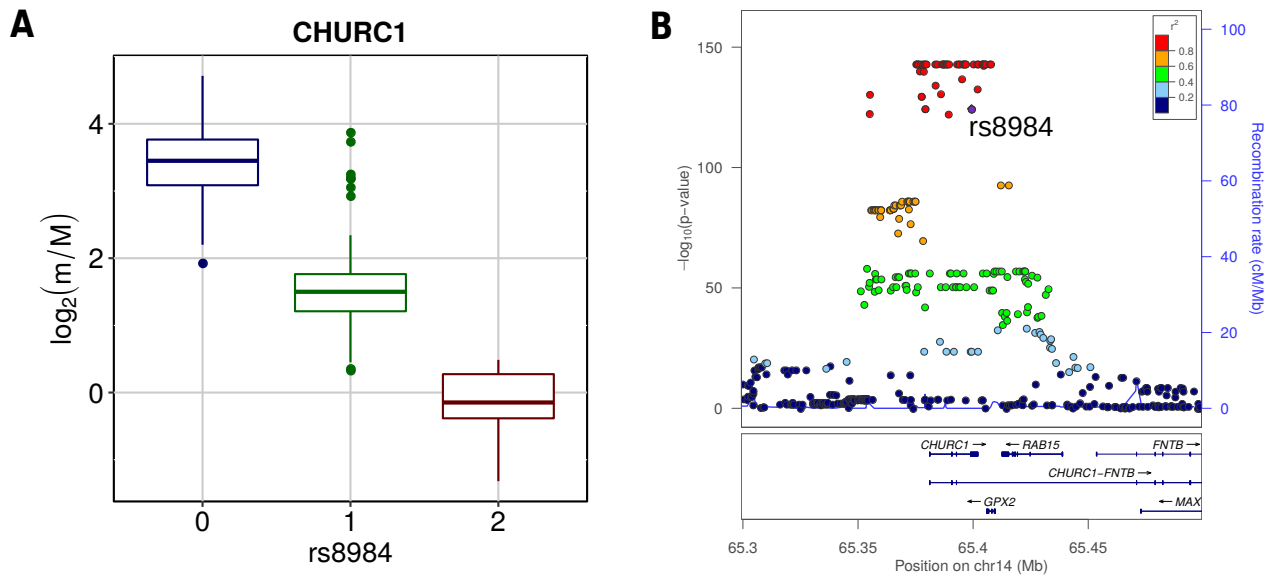 A
CHURC1
log2(m/M)
4
2
0
0
1
2
rs8984
B
−log10(p−value)
150
100
50
0
rs8984
r2
0.8
0.6
0.4
0.2
100
80
60
40
20
0
Recombination rate (cM/Mb)
CHURC1→
←RAB15
FNTB→
CHURC1−FNTB→
←GPX2
←MAX
65.3
65.35
65.4
65.45
Position on chr14 (Mb)